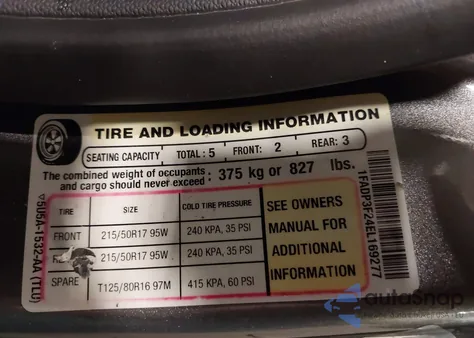 TIRE AND LOADING INFORMATION
SEATING CAPACITY TOTAL: 5 FRONT: 2 REAR: 3
The combined weight of occupants and cargo should never exceed : 375 kg or 827 lbs.
TIRE SIZE COLD TIRE PRESSURE
FRONT 215/50R17 95W 240 KPA, 35 PSI
215/50R17 95W 240 KPA, 35 PSI
SPARE T125/80R16 97M 415 KPA, 60 PSI
SEE OWNERS
MANUAL FOR
ADDITIONAL
INFORMATION
1FADP3F24EL169277
autoSnap